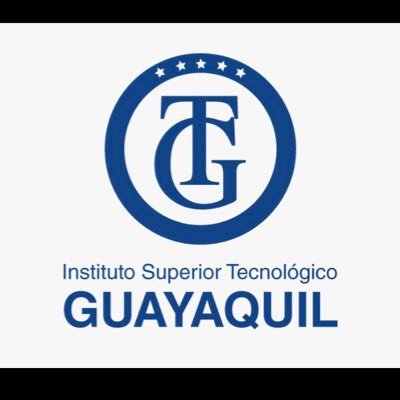 TG
Instituto Superior Tecnológico
GUAYAQUIL